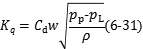 K_q = C_d w √((p_p-p_L)/ρ) (6-31)